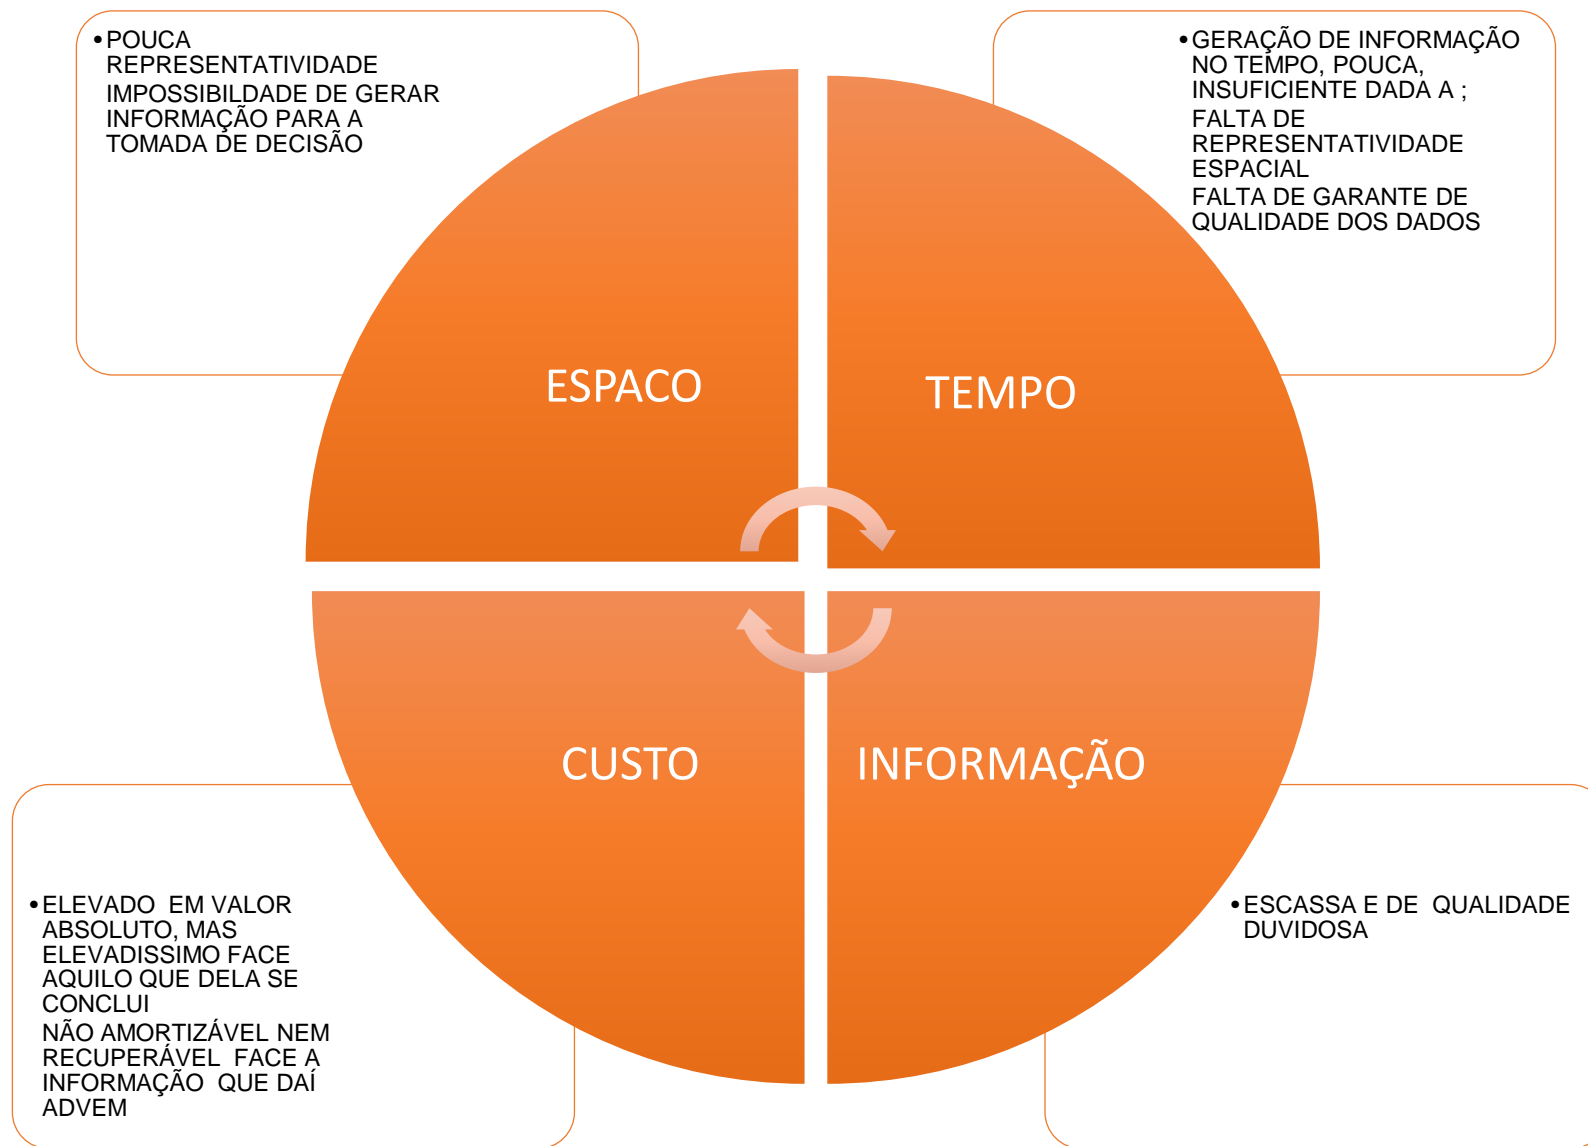 •POUCA
REPRESENTATIVIDADE
IMPOSSIBILDADE DE GERAR
INFORMAÇÃO PARA A
TOMADA DE DECISÃO
•GERAÇÃO DE INFORMAÇÃO
NO TEMPO, POUCA,
INSUFICIENTE DADA A ;
FALTA DE
REPRESENTATIVIDADE
ESPACIAL
FALTA DE GARANTE DE
QUALIDADE DOS DADOS
ESPACO
TEMPO
CUSTO
INFORMAÇÃO
•ELEVADO EM VALOR
ABSOLUTO, MAS
ELEVADISSIMO FACE
AQUILO QUE DELA SE
CONCLUI
NÃO AMORTIZÁVEL NEM
RECUPERÁVEL FACE A
INFORMAÇÃO QUE DAÍ
ADVEM
•ESCASSA E DE QUALIDADE
DUVIDOSA